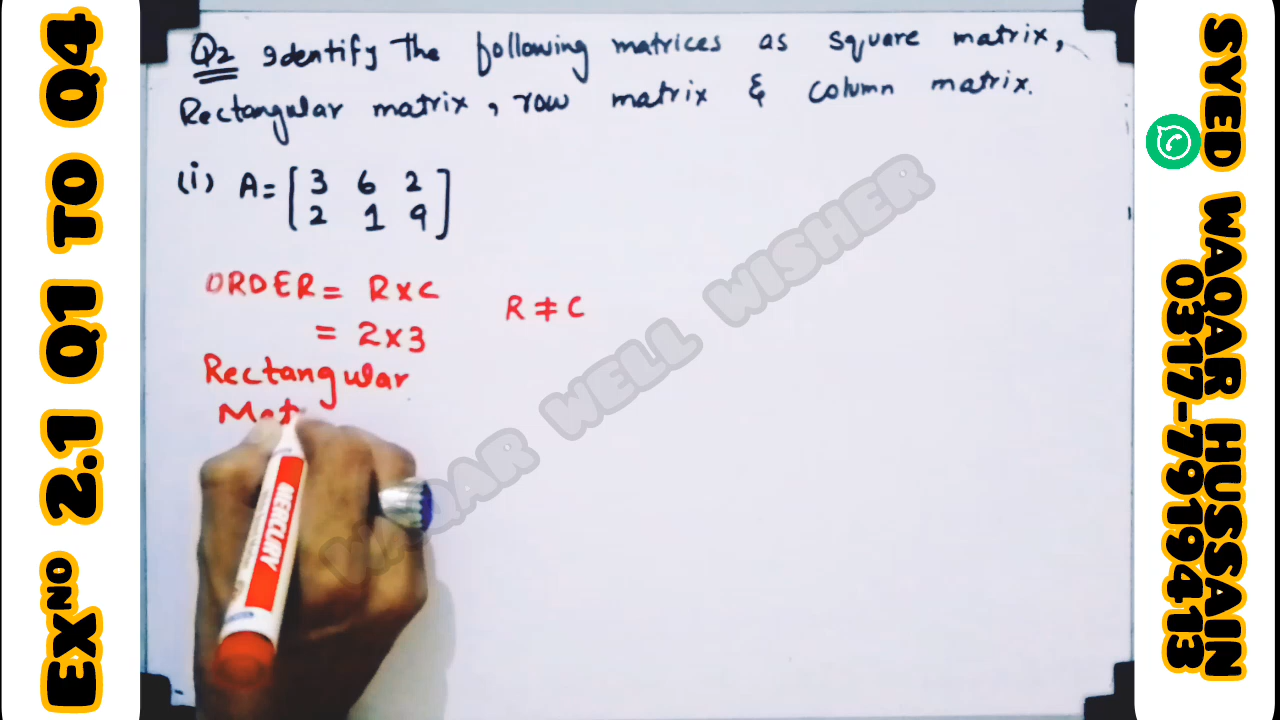 Exᴺᴼ 2.1 Q1 TO Q4
Q2 Identify The following matrices as square matrix,
Rectangular matrix, row matrix & column matrix.
(i) A= [ 3 6 2
2 1 9 ]
ORDER = R×C
= 2×3
R ≠ C
Rectangular
Mat
MERCURY
WAQAR WELL WISHER
SYED WAQAR HUSSAIN
0317-7919413